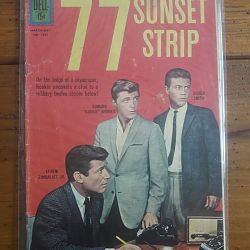 DELL
15¢
77
SUNSET
STRIP
On the ledge of a skyscraper,
Kookie uncovers a clue to a
robbery twelve stories below!
ROGER
SMITH
EDWARD
"KOOKIE" BYRNES
EFREM
ZIMBALIST, JR.